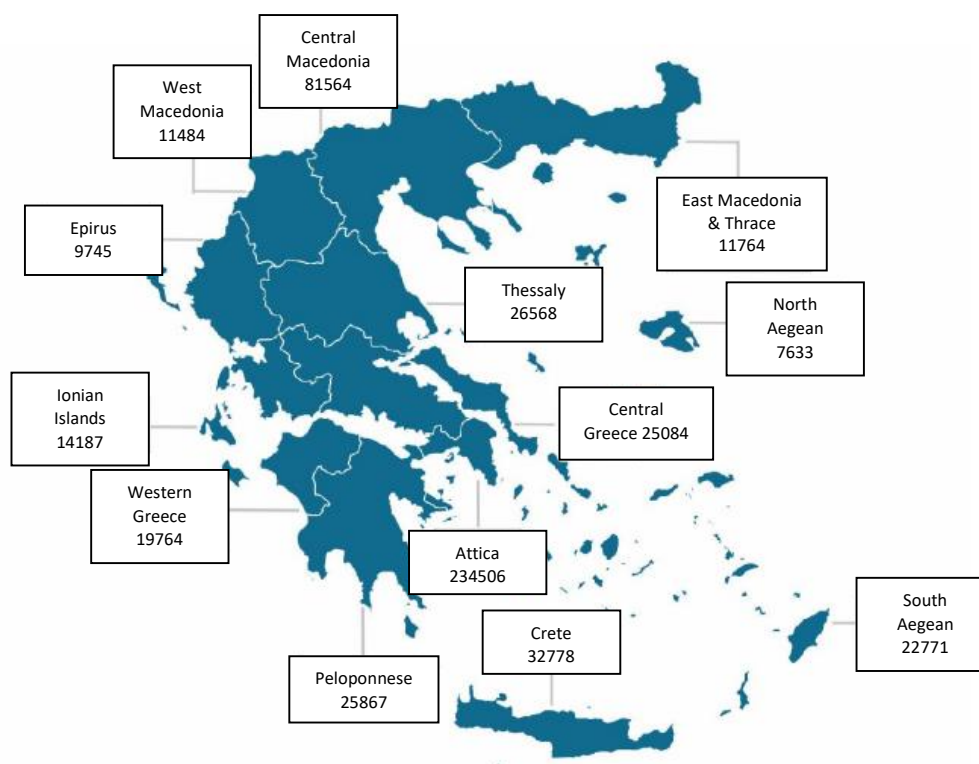 Central
Macedonia
81564
West
Macedonia
11484
East Macedonia
& Thrace
11764
Epirus
9745
Thessaly
26568
North
Aegean
7633
Ionian
Islands
14187
Central
Greece 25084
Western
Greece
19764
Attica
234506
South
Aegean
22771
Crete
32778
Peloponnese
25867